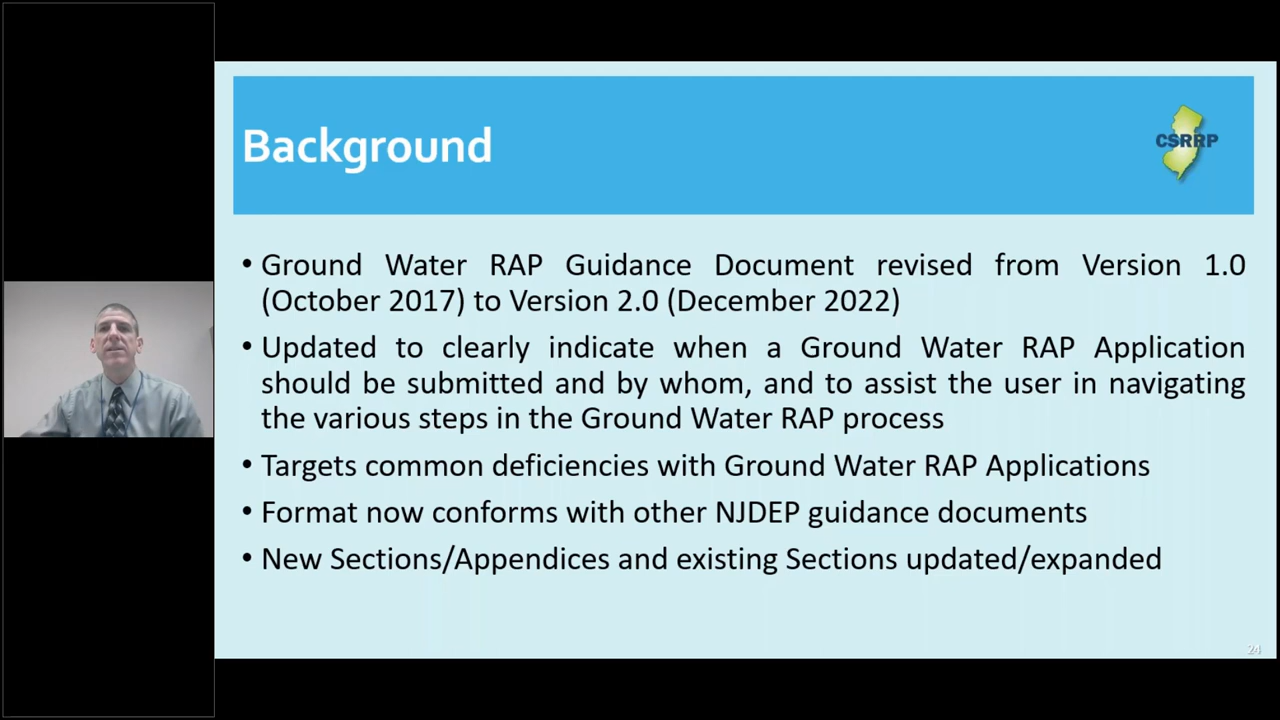 Background
CSRRP
• Ground Water RAP Guidance Document revised from Version 1.0
(October 2017) to Version 2.0 (December 2022)
• Updated to clearly indicate when a Ground Water RAP Application
should be submitted and by whom, and to assist the user in navigating
the various steps in the Ground Water RAP process
• Targets common deficiencies with Ground Water RAP Applications
• Format now conforms with other NJDEP guidance documents
• New Sections/Appendices and existing Sections updated/expanded
24